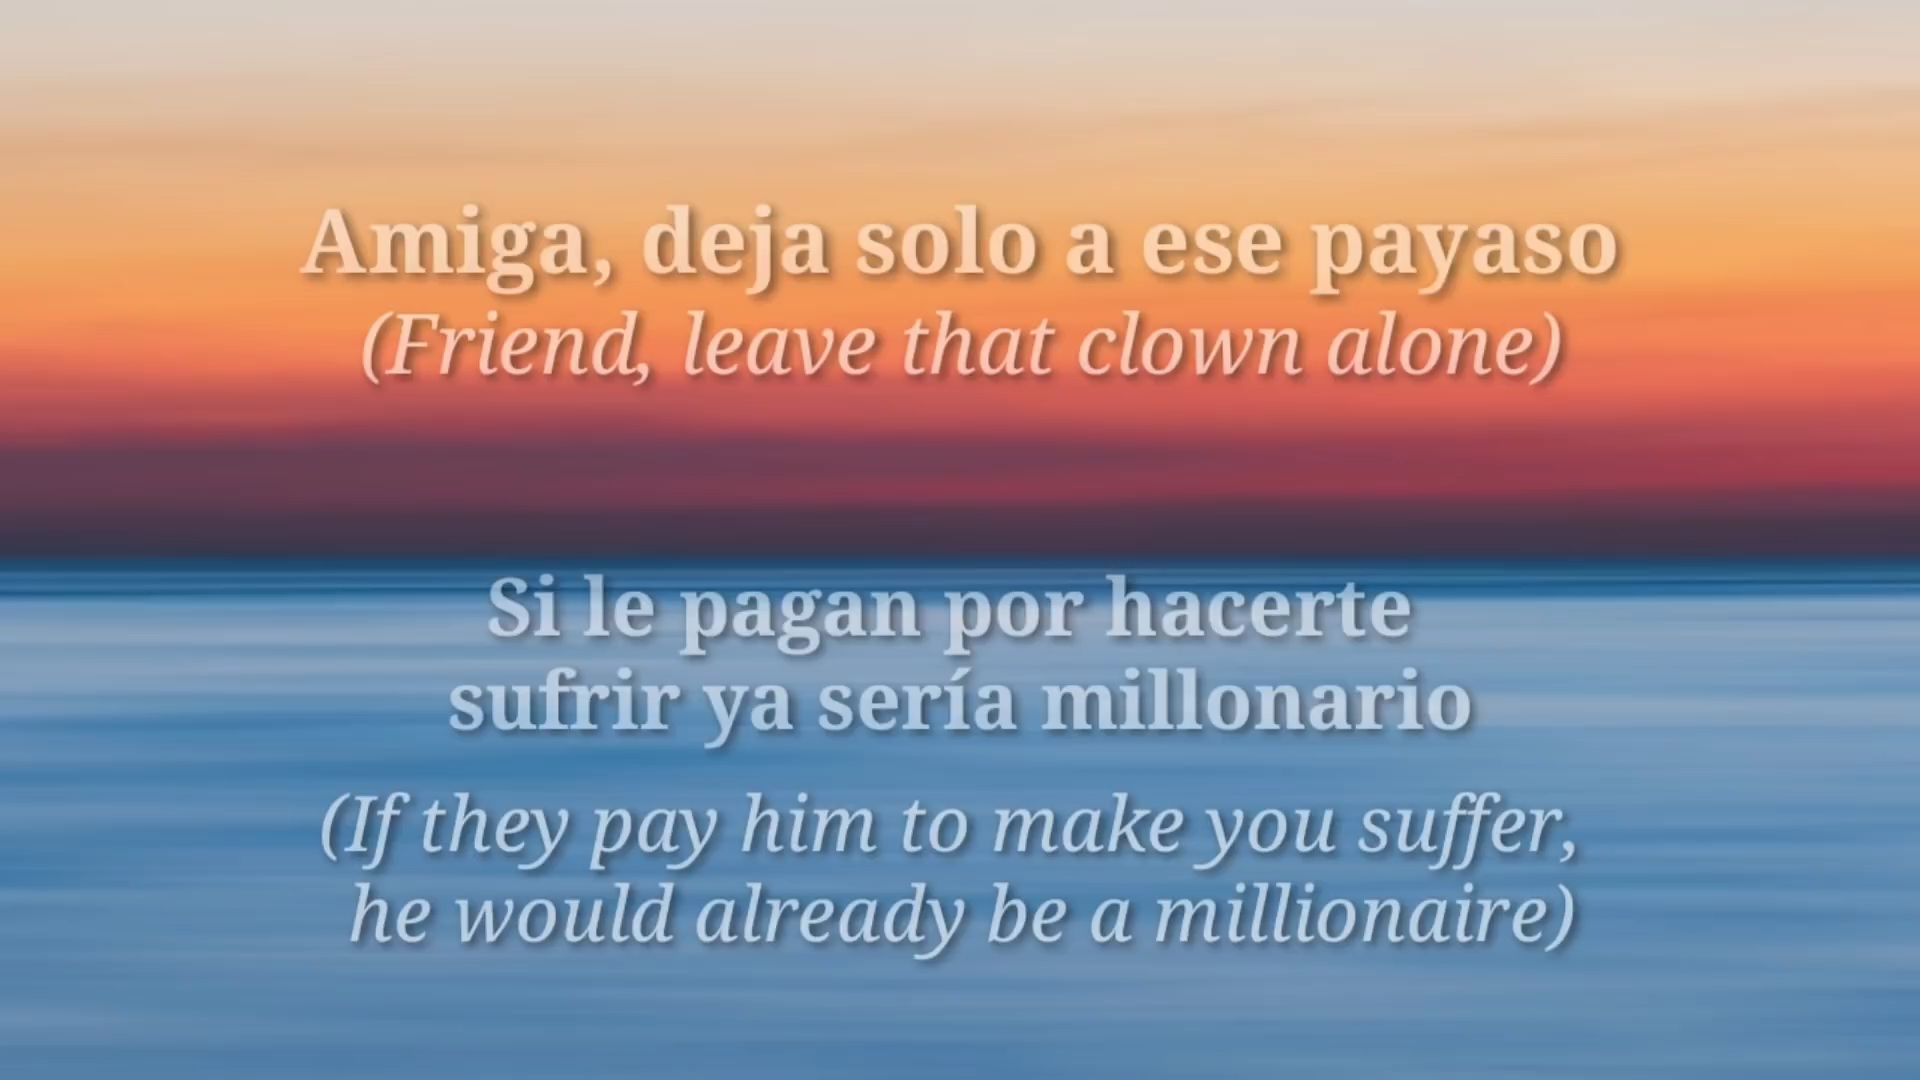 Amiga, deja solo a ese payaso
(Friend, leave that clown alone)
Si le pagan por hacerte
sufrir ya sería millonario
(If they pay him to make you suffer,
he would already be a millionaire)